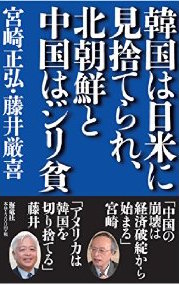 韓国は日米に
見捨てられ、
北朝鮮と
中国はジリ貧
宮崎正弘・藤井厳喜
「中国の
崩壊は
経済破綻から
始まる」
宮崎
「アメリカは
韓国を
切り捨てる」
藤井
海竜社